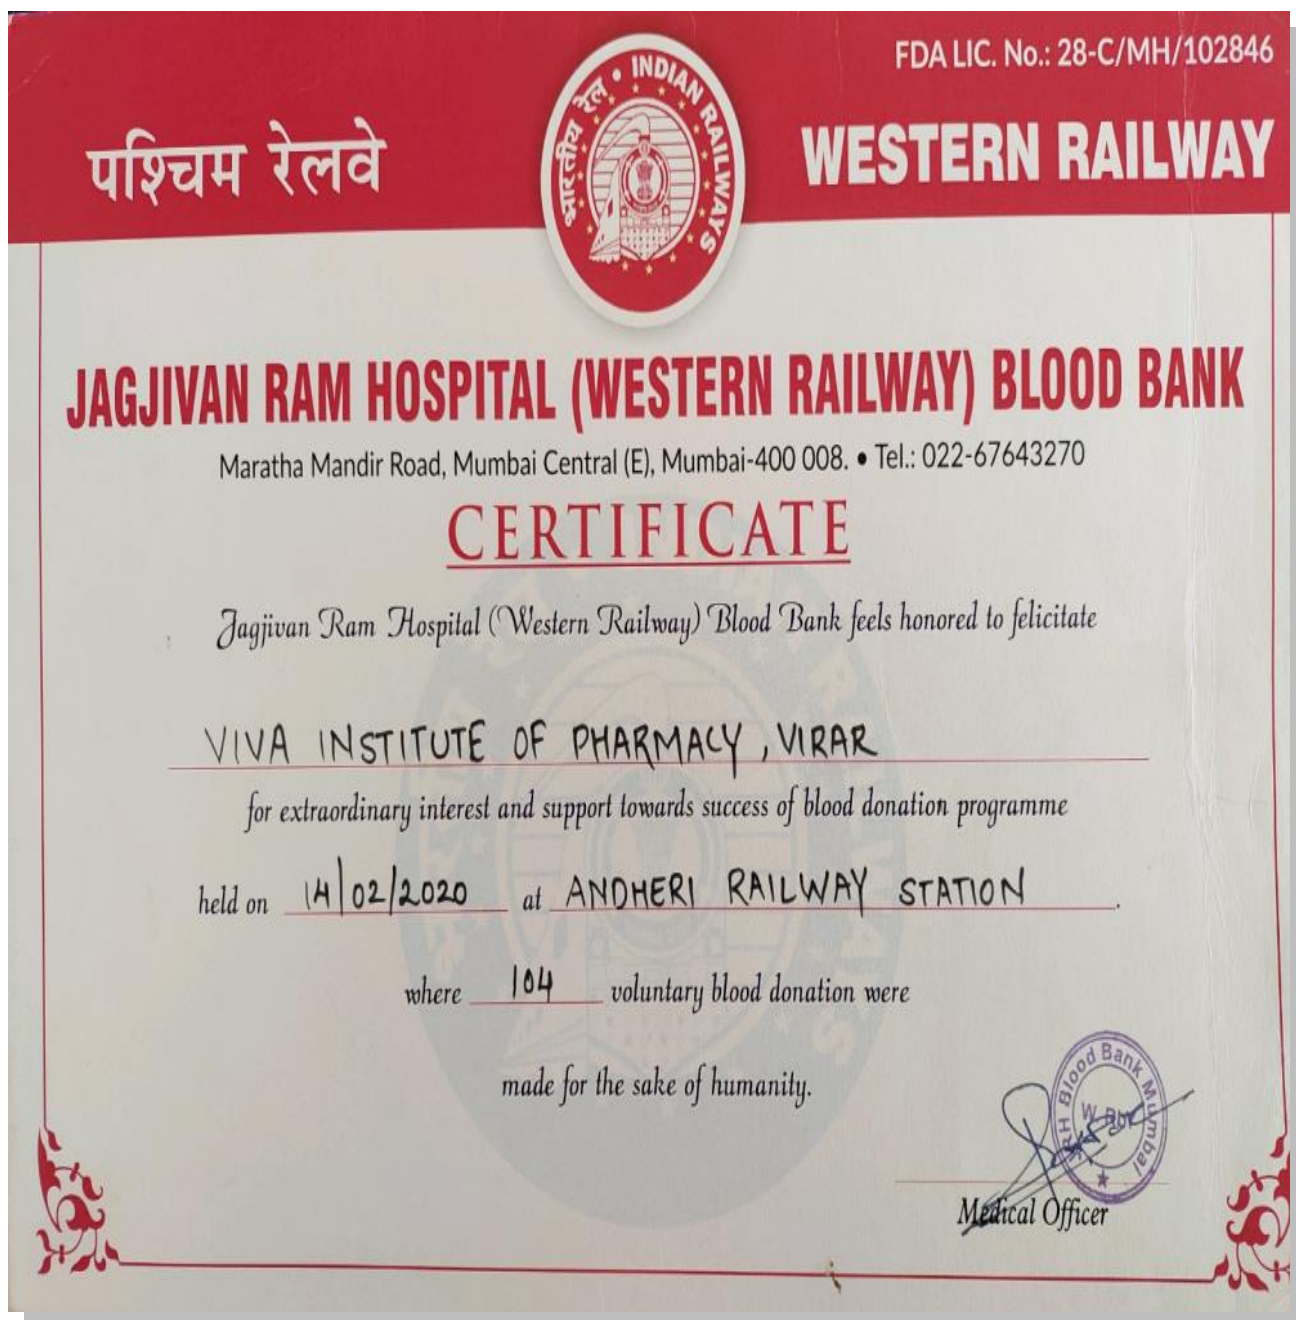 FDA LIC. No.: 28-C/MH/102846
पश्चिम रेलवे
भारतीय रेल • INDIAN RAILWAYS
WESTERN RAILWAY
JAGJIVAN RAM HOSPITAL (WESTERN RAILWAY) BLOOD BANK
Maratha Mandir Road, Mumbai Central (E), Mumbai-400 008. • Tel.: 022-67643270
CERTIFICATE
Jagjivan Ram Hospital (Western Railway) Blood Bank feels honored to felicitate
VIVA INSTITUTE OF PHARMACY, VIRAR
for extraordinary interest and support towards success of blood donation programme
held on 14/02/2020 at ANDHERI RAILWAY STATION.
where 104 voluntary blood donation were
made for the sake of humanity.
JRH Blood Bank Mumbai
Medical Officer